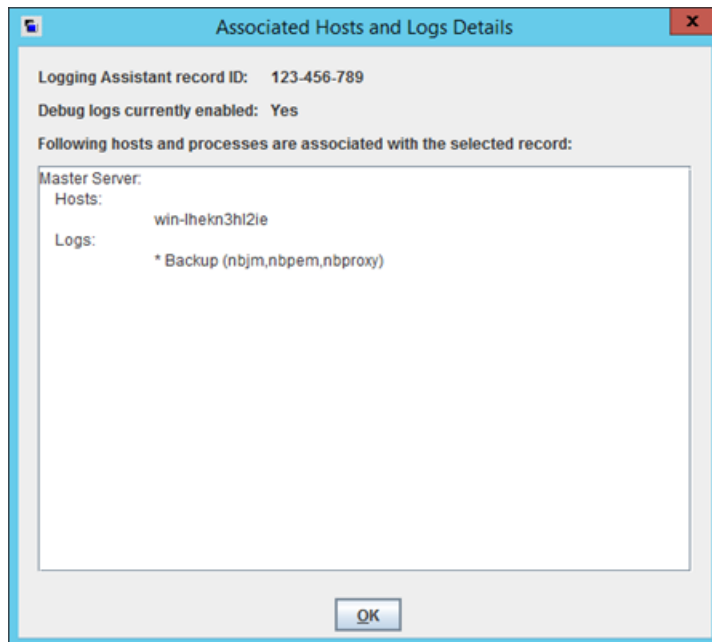 Associated Hosts and Logs Details
x
Logging Assistant record ID: 123-456-789
Debug logs currently enabled: Yes
Following hosts and processes are associated with the selected record:
Master Server:
Hosts:
win-lhekn3hl2ie
Logs:
* Backup (nbjm,nbpem,nbproxy)
OK